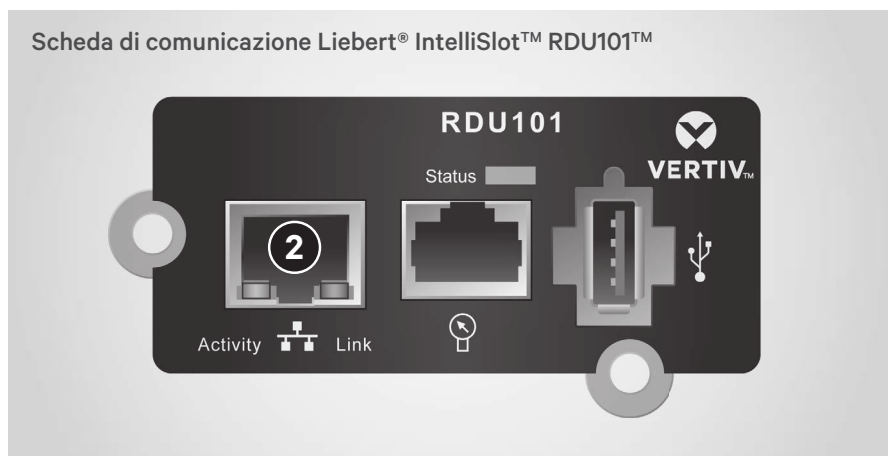 Scheda di comunicazione Liebert® IntelliSlot™ RDU101™
RDU101
VERTIV™
Status
2
Activity
Link